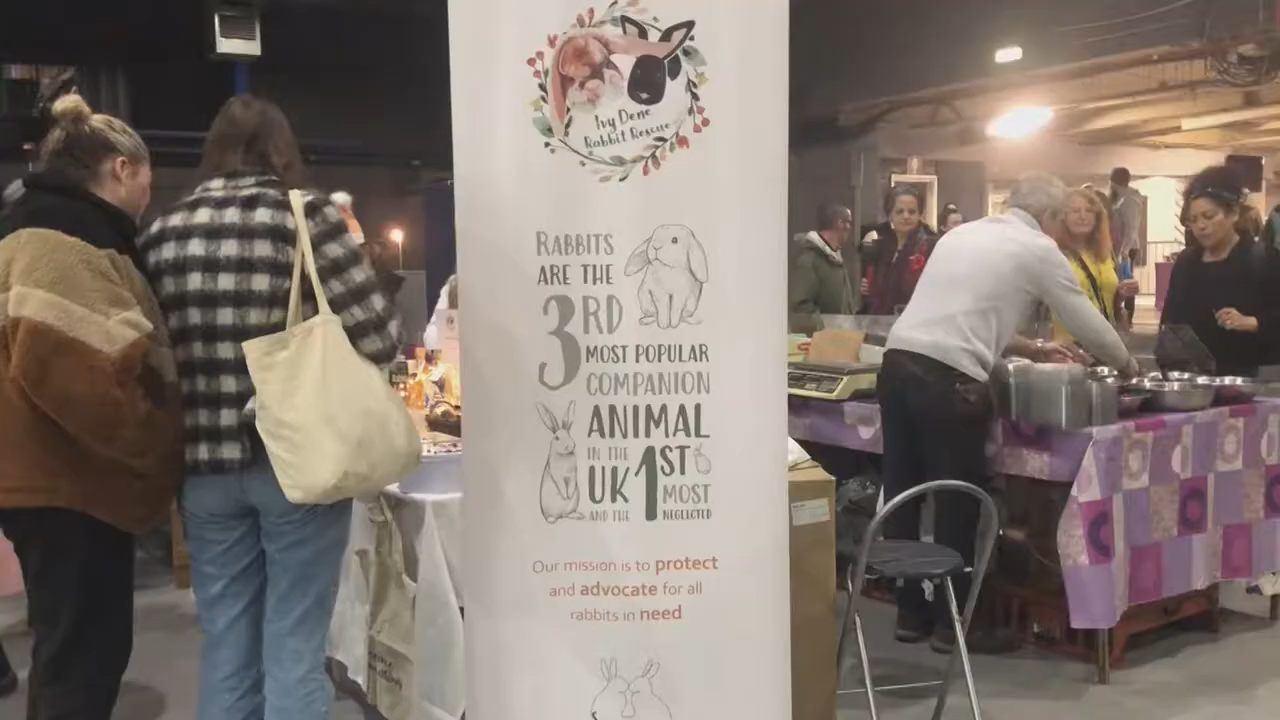 Ivy Dene
Rabbit Rescue
RABBITS
ARE THE
3RD
MOST POPULAR
COMPANION
ANIMAL
IN THE
UK 1ST
MOST
AND THE NEGLECTED
Our mission is to protect
and advocate for all
rabbits in need